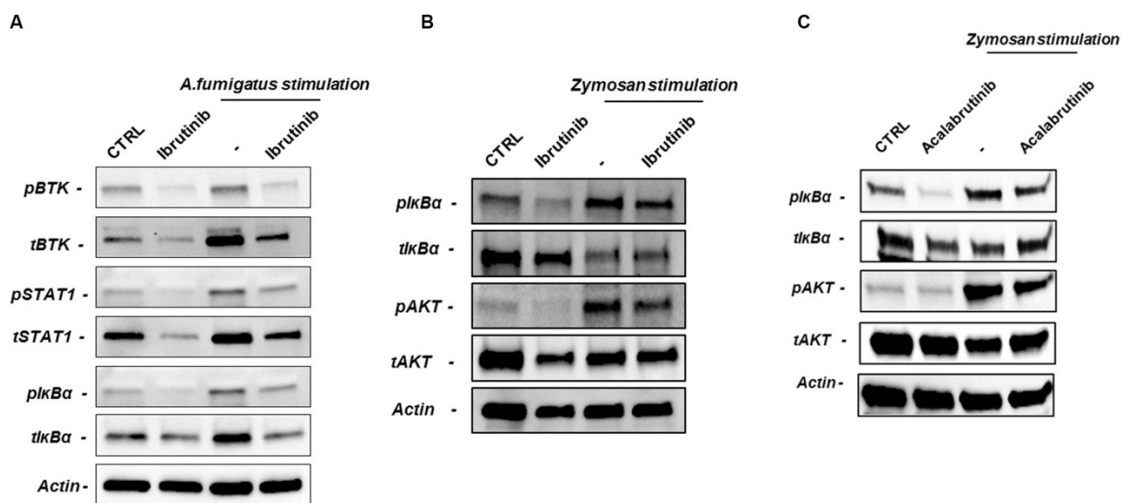 A
A.fumigatus stimulation
CTRL
Ibrutinib
-
Ibrutinib
pBTK -
tBTK -
pSTAT1 -
tSTAT1 -
pIκBα -
tIκBα -
Actin -
B
Zymosan stimulation
CTRL
Ibrutinib
-
Ibrutinib
pIκBα -
tIκBα -
pAKT -
tAKT -
Actin -
C
Zymosan stimulation
CTRL
Acalabrutinib
-
Acalabrutinib
pIκBα -
tIκBα -
pAKT -
tAKT -
Actin -